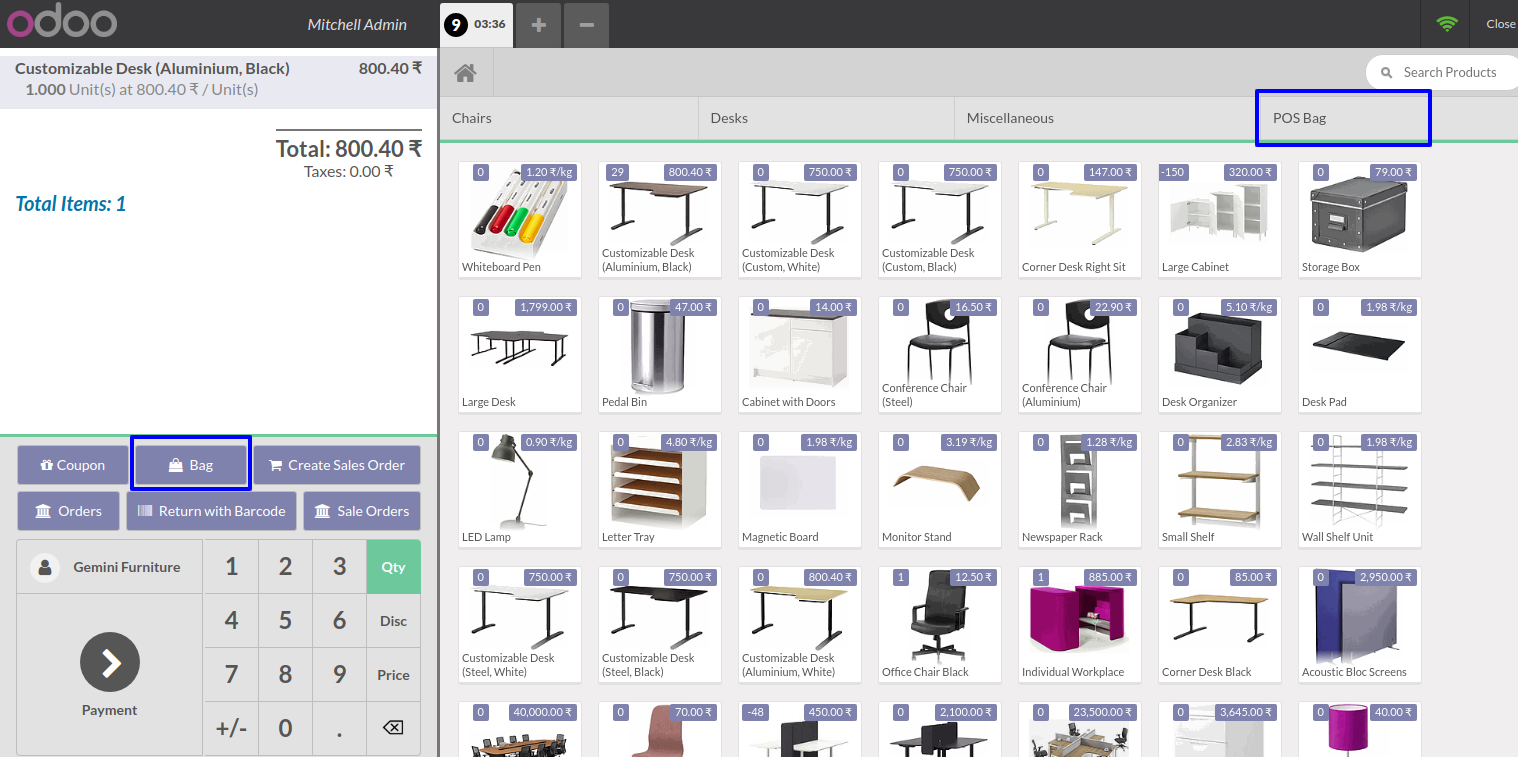 odoo
Mitchell Admin
9 03:36
+
−
Close
Customizable Desk (Aluminium, Black) 800.40 ₹
1.000 Unit(s) at 800.40 ₹ / Unit(s)
Total: 800.40 ₹
Taxes: 0.00 ₹
Total Items: 1
Search Products
Chairs
Desks
Miscellaneous
POS Bag
0 1.20 ₹/kg
Whiteboard Pen
29 800.40 ₹
Customizable Desk
(Aluminium, Black)
0 750.00 ₹
Customizable Desk
(Custom, White)
0 750.00 ₹
Customizable Desk
(Custom, Black)
0 147.00 ₹
Corner Desk Right Sit
-150 320.00 ₹
Large Cabinet
0 79.00 ₹
Storage Box
0 1,799.00 ₹
Large Desk
0 47.00 ₹
Pedal Bin
0 14.00 ₹
Cabinet with Doors
0 16.50 ₹
Conference Chair
(Steel)
0 22.90 ₹
Conference Chair
(Aluminium)
0 5.10 ₹/kg
Desk Organizer
0 1.98 ₹/kg
Desk Pad
0 0.90 ₹/kg
LED Lamp
0 4.80 ₹/kg
Letter Tray
0 1.98 ₹/kg
Magnetic Board
0 3.19 ₹/kg
Monitor Stand
0 1.28 ₹/kg
Newspaper Rack
0 2.83 ₹/kg
Small Shelf
0 1.98 ₹/kg
Wall Shelf Unit
0 750.00 ₹
Customizable Desk
(Steel, White)
0 750.00 ₹
Customizable Desk
(Steel, Black)
0 800.40 ₹
Customizable Desk
(Aluminium, White)
1 12.50 ₹
Office Chair Black
1 885.00 ₹
Individual Workplace
0 85.00 ₹
Corner Desk Black
0 2,950.00 ₹
Acoustic Bloc Screens
0 40,000.00 ₹
0 70.00 ₹
-48 450.00 ₹
0 2,100.00 ₹
0 23,500.00 ₹
0 3,645.00 ₹
0 40.00 ₹
Coupon
Bag
Create Sales Order
Orders
Return with Barcode
Sale Orders
Gemini Furniture
Payment
1 2 3 Qty
4 5 6 Disc
7 8 9 Price
+/- 0 .